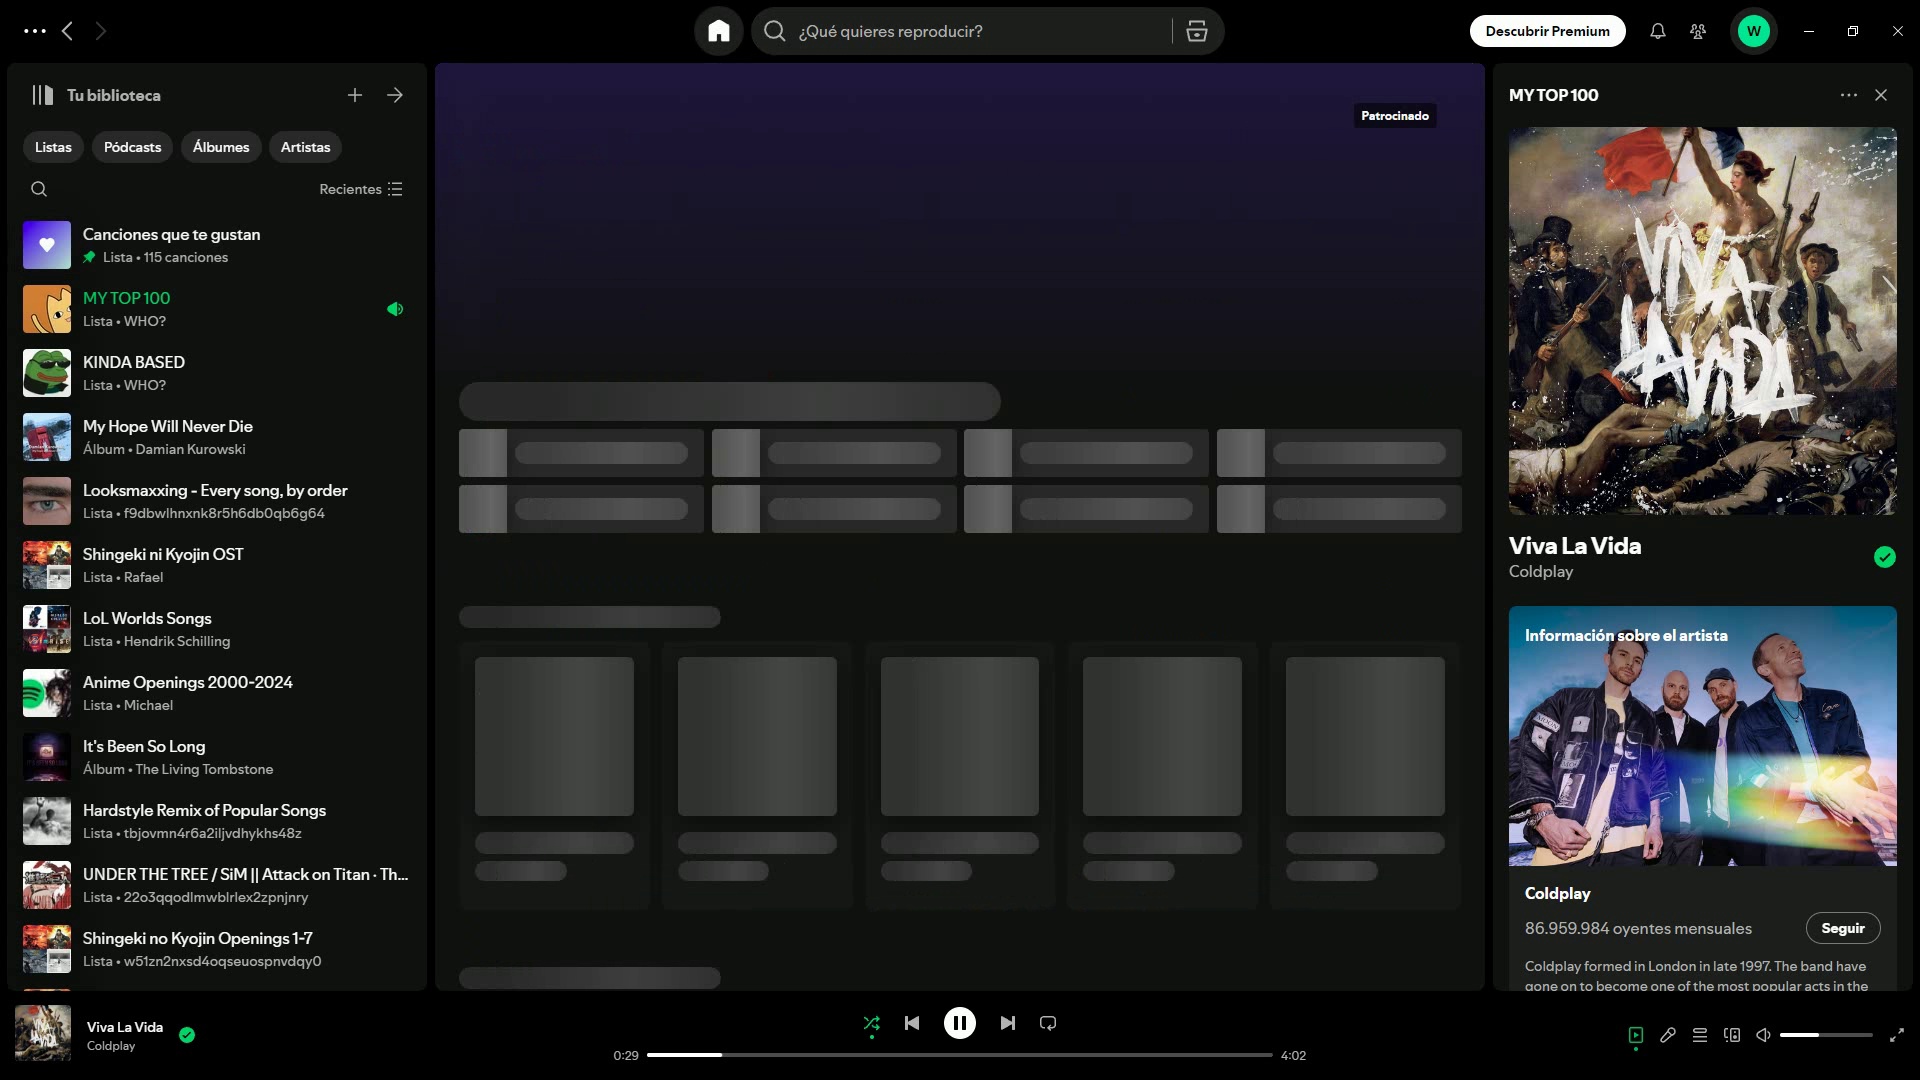 ¿Qué quieres reproducir?
Descubrir Premium
W
Tu biblioteca
Listas
Pódcasts
Álbumes
Artistas
Recientes
Canciones que te gustan
Lista • 115 canciones
MY TOP 100
Lista • WHO?
KINDA BASED
Lista • WHO?
My Hope Will Never Die
Álbum • Damian Kurowski
Looksmaxxing - Every song, by order
Lista • f9dbwlhnxnk8r5h6db0qb6g64
Shingeki ni Kyojin OST
Lista • Rafael
LoL Worlds Songs
Lista • Hendrik Schilling
Anime Openings 2000-2024
Lista • Michael
It's Been So Long
Álbum • The Living Tombstone
Hardstyle Remix of Popular Songs
Lista • tbjovmn4r6a2iljvdhykhs48z
UNDER THE TREE / SiM || Attack on Titan · Th...
Lista • 22o3qqodlmwblrlex2zpnjnry
Shingeki no Kyojin Openings 1-7
Lista • w51zn2nxsd4oqseuospnvdqy0
Patrocinado
MY TOP 100
VIVA
LA VIDA
Viva La Vida
Coldplay
Información sobre el artista
Coldplay
86.959.984 oyentes mensuales
Seguir
Coldplay formed in London in late 1997. The band have
gone on to become one of the most popular acts in the
Viva La Vida
Coldplay
0:29
4:02